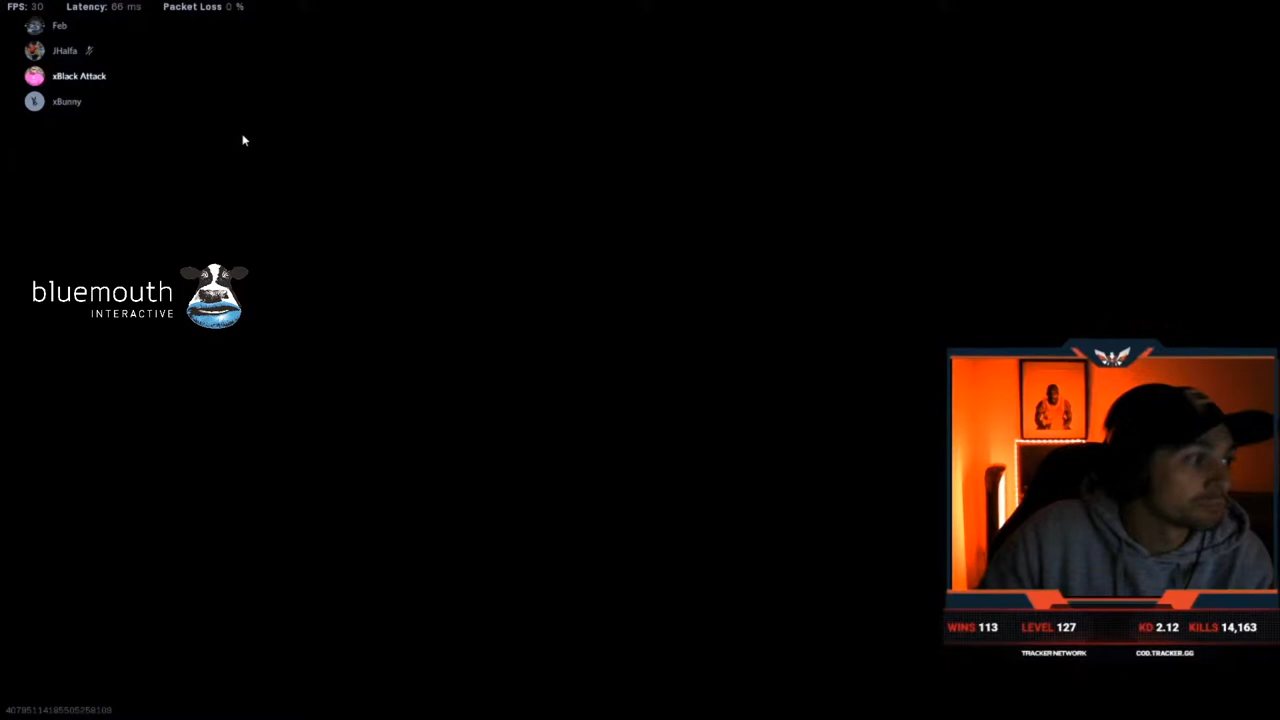 FPS: 30 Latency: 66 ms Packet Loss 0 %
Feb
JHalfa
xBlack Attack
xBunny
bluemouth
INTERACTIVE
WINS 113 LEVEL 127 KD 2.12 KILLS 14,163
TRACKER NETWORK COD.TRACKER.GG